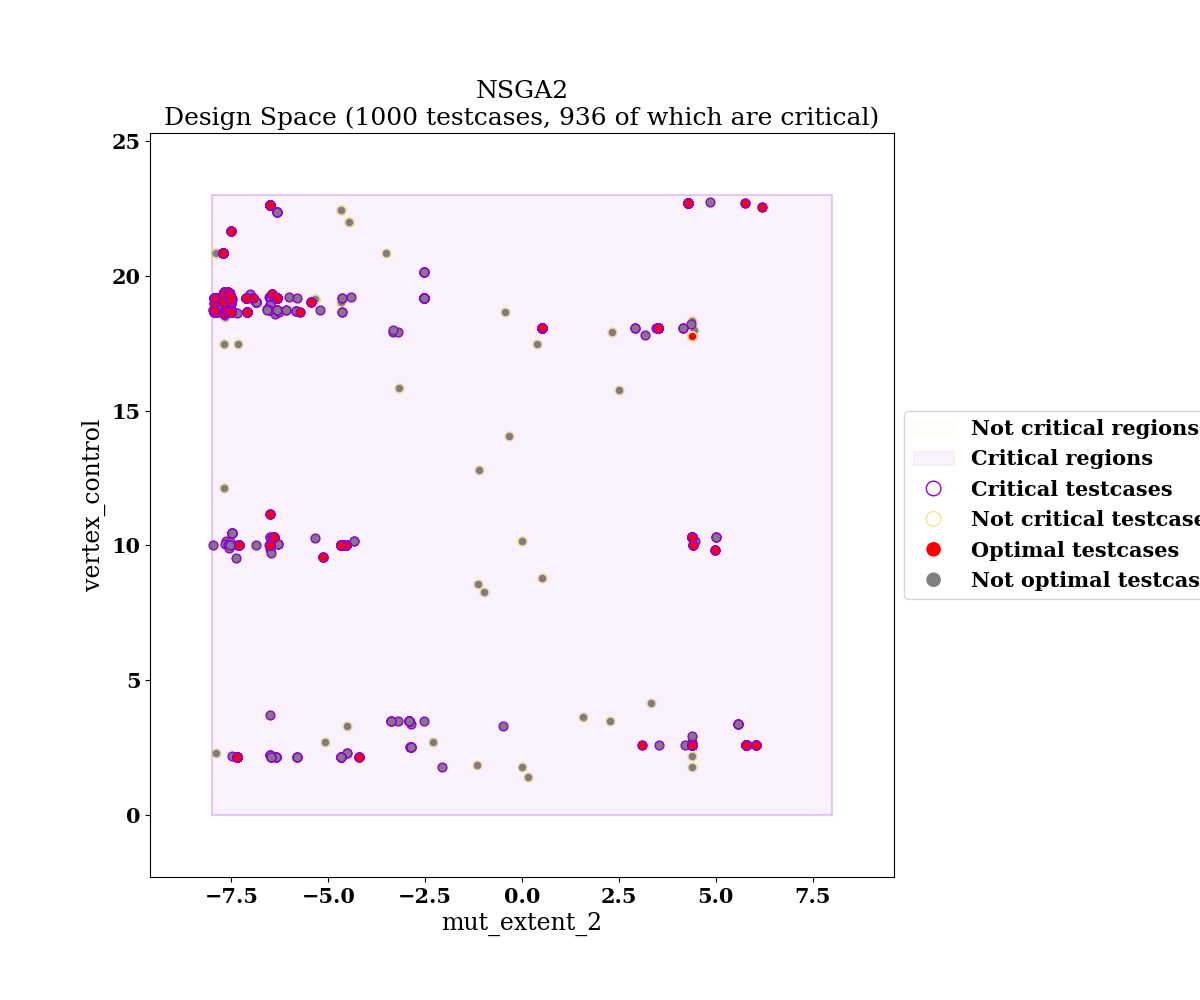 NSGA2
Design Space (1000 testcases, 936 of which are critical)
25
20
15
10
5
0
vertex_control
−7.5 −5.0 −2.5 0.0 2.5 5.0 7.5
mut_extent_2
Not critical regions
Critical regions
Critical testcases
Not critical testcase
Optimal testcases
Not optimal testcas